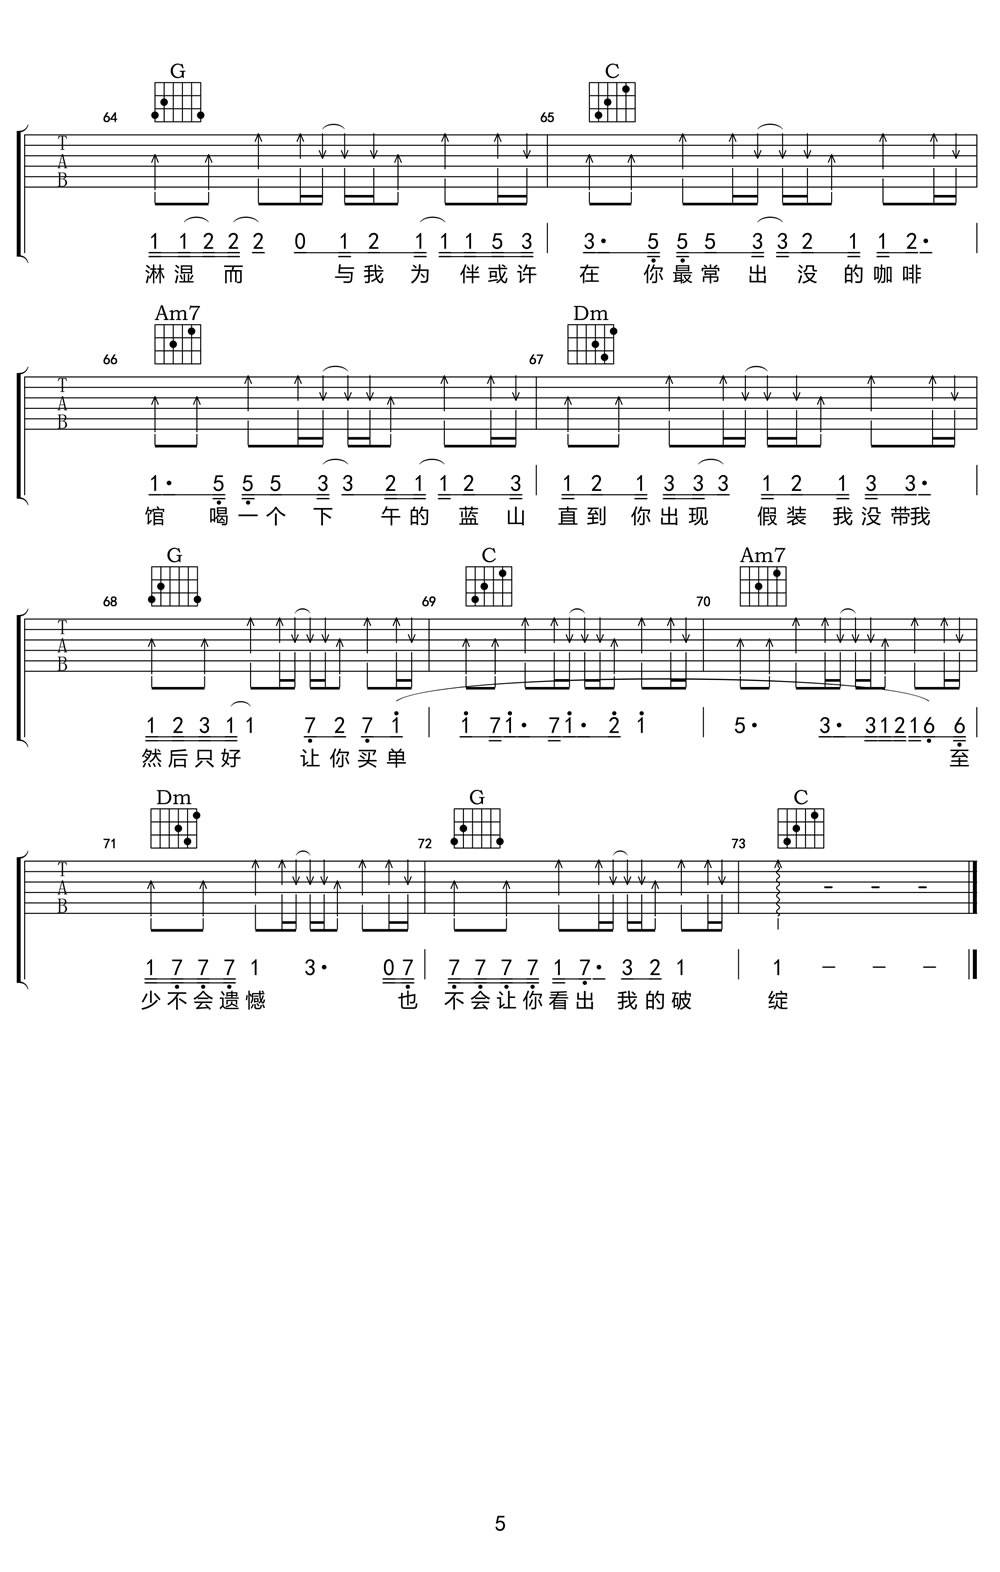 G C
64 65
T
A
B
1 1 2 2 2 0 1 2 1 1 1 5 3 3· 5 5 5 3 3 2 1 1 2·
淋湿而 与我 为 伴或许 在 你最常 出 没 的咖啡
Am7 Dm
66 67
T
A
B
1· 5 5 5 3 3 2 1 1 2 3 1 2 1 3 3 3 1 2 1 3 3·
馆 喝一个 下 午的 蓝山 直到 你出现 假装 我没带我
G C Am7
68 69 70
T
A
B
1 2 3 1 1 7 2 7 1 1 7 1· 7 1· 2 1 5· 3· 3 1 2 1 6 6
然后只好 让你买单 至
Dm G C
71 72 73
T
A
B
1 7 7 7 1 3· 0 7 7 7 7 7 1 7· 3 2 1 1 – – –
少不会遗憾 也 不会让你看出 我的破 绽
5